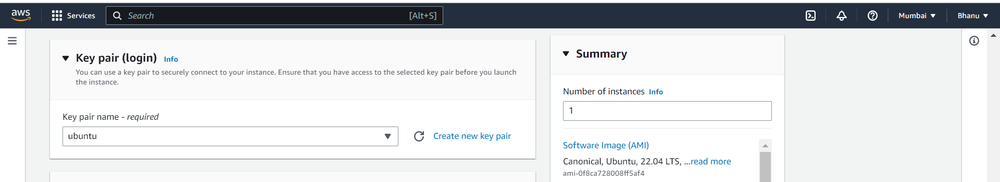 aws
Services
Search
[Alt+S]
Mumbai
Bhanu
Key pair (login) Info
You can use a key pair to securely connect to your instance. Ensure that you have access to the selected key pair before you launch
the instance.
Key pair name - required
ubuntu
Create new key pair
Summary
Number of instances Info
1
Software Image (AMI)
Canonical, Ubuntu, 22.04 LTS, ...read more
ami-0f8ca728008ff5af4